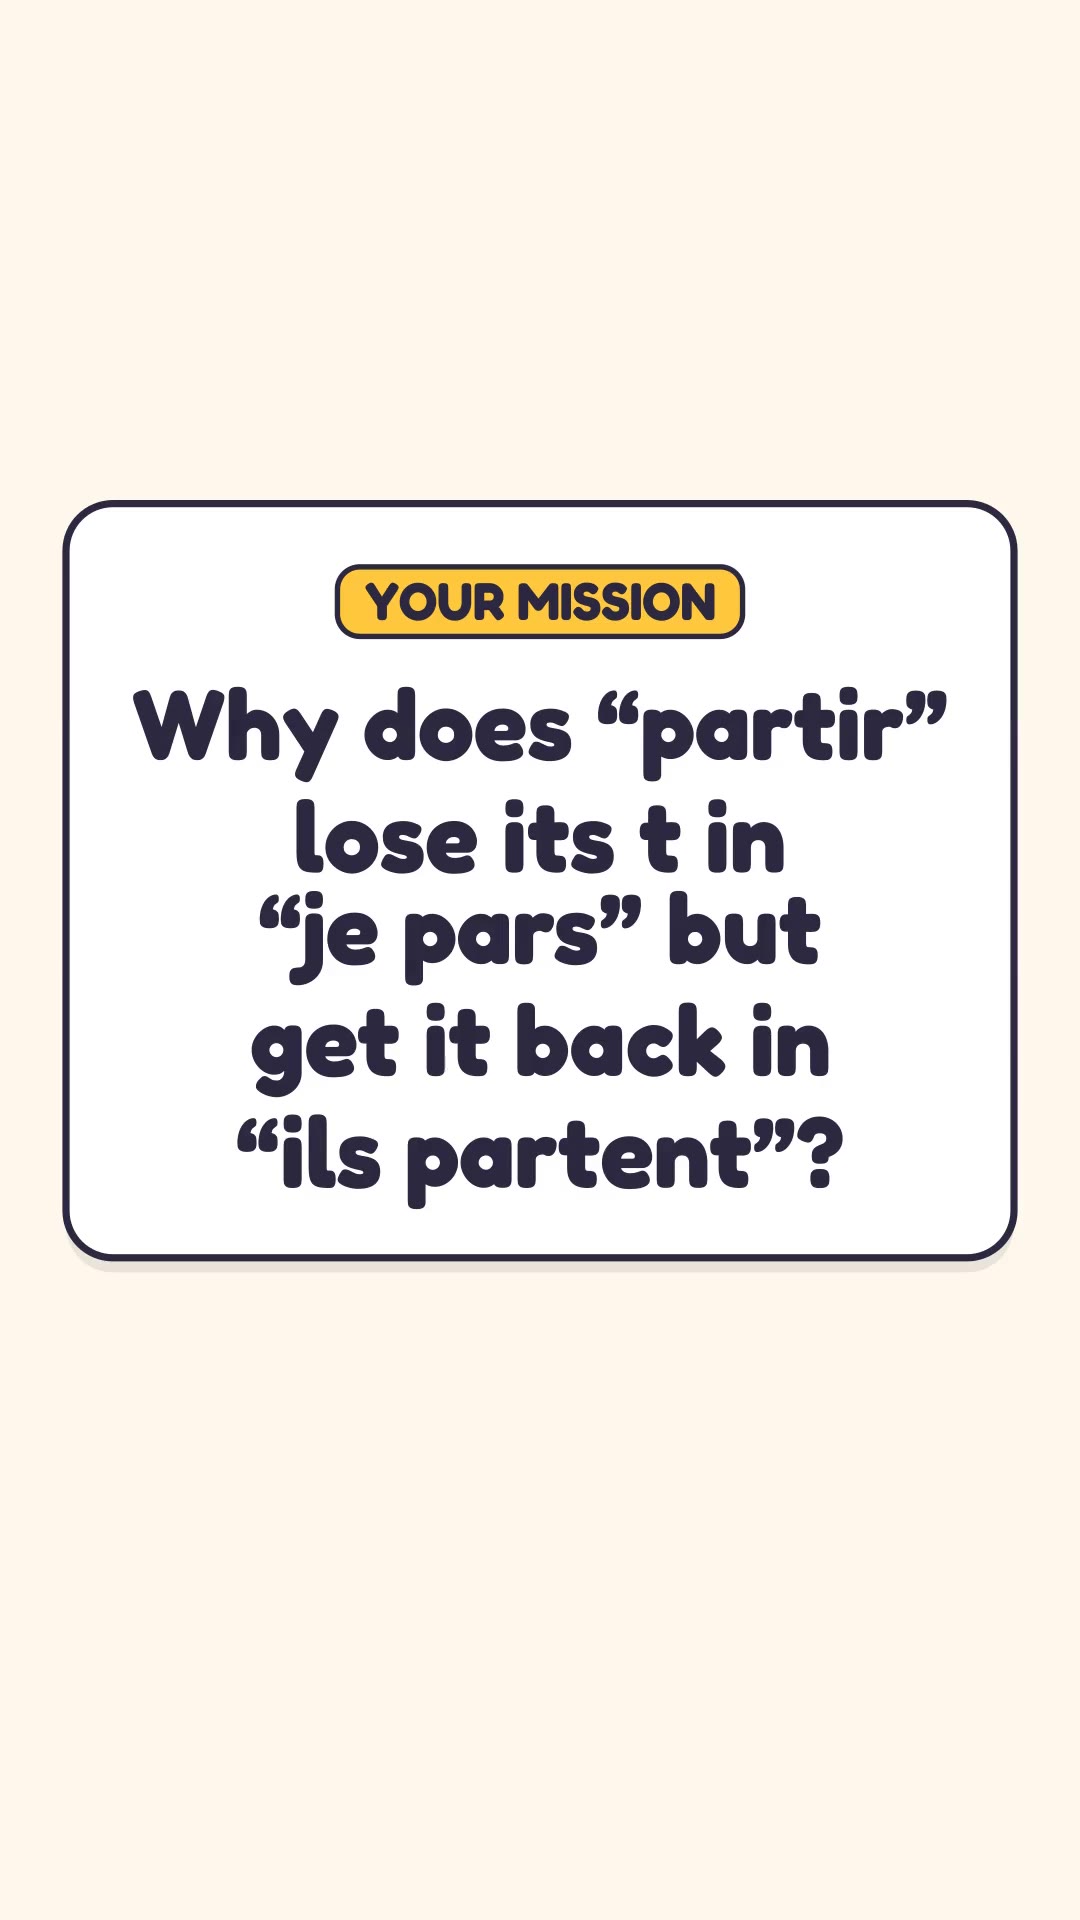 YOUR MISSION
Why does “partir”
lose its t in
“je pars” but
get it back in
“ils partent”?